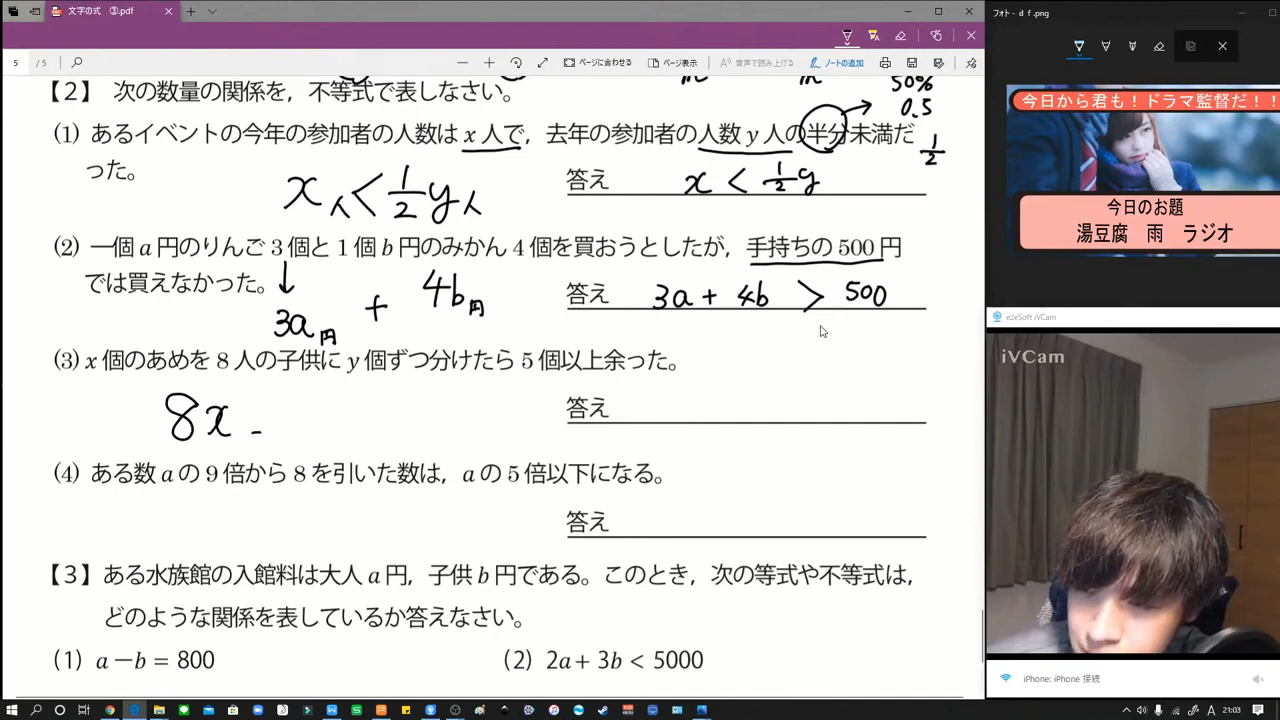 文字の式 ③.pdf
フォト - d f .png
5 / 5
ページに合わせる
ページ表示
音声で読み上げる
ノートの追加
【2】 次の数量の関係を，不等式で表しなさい。
50%
0.5
(1) あるイベントの今年の参加者の人数は x 人で，去年の参加者の人数 y 人の半分未満だ
った。
1/2
x人 < 1/2 y人
答え x < 1/2 y
(2) 一個 a 円のりんご 3 個と 1 個 b 円のみかん 4 個を買おうとしたが，手持ちの 500 円
では買えなかった。
3a円 + 4b円
答え 3a + 4b > 500
(3) x 個のあめを 8 人の子供に y 個ずつ分けたら 5 個以上余った。
8x -
答え
(4) ある数 a の 9 倍から 8 を引いた数は，a の 5 倍以下になる。
答え
【3】 ある水族館の入館料は大人 a 円，子供 b 円である。このとき，次の等式や不等式は，
どのような関係を表しているか答えなさい。
(1) a − b = 800
(2) 2a + 3b < 5000
今日から君も！ドラマ監督だ！！
今日のお題
湯豆腐 雨 ラジオ
e2eSoft iVCam
iVCam
iPhone: iPhone 接続
21:03